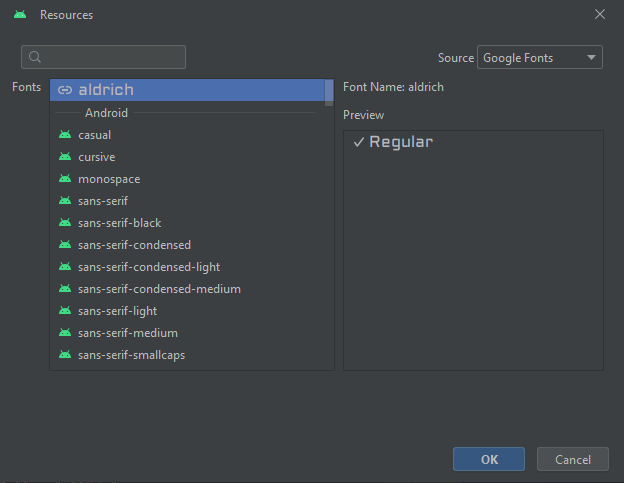 Resources
Source Google Fonts
Fonts
aldrich
Android
casual
cursive
monospace
sans-serif
sans-serif-black
sans-serif-condensed
sans-serif-condensed-light
sans-serif-condensed-medium
sans-serif-light
sans-serif-medium
sans-serif-smallcaps
Font Name: aldrich
Preview
Regular
OK
Cancel